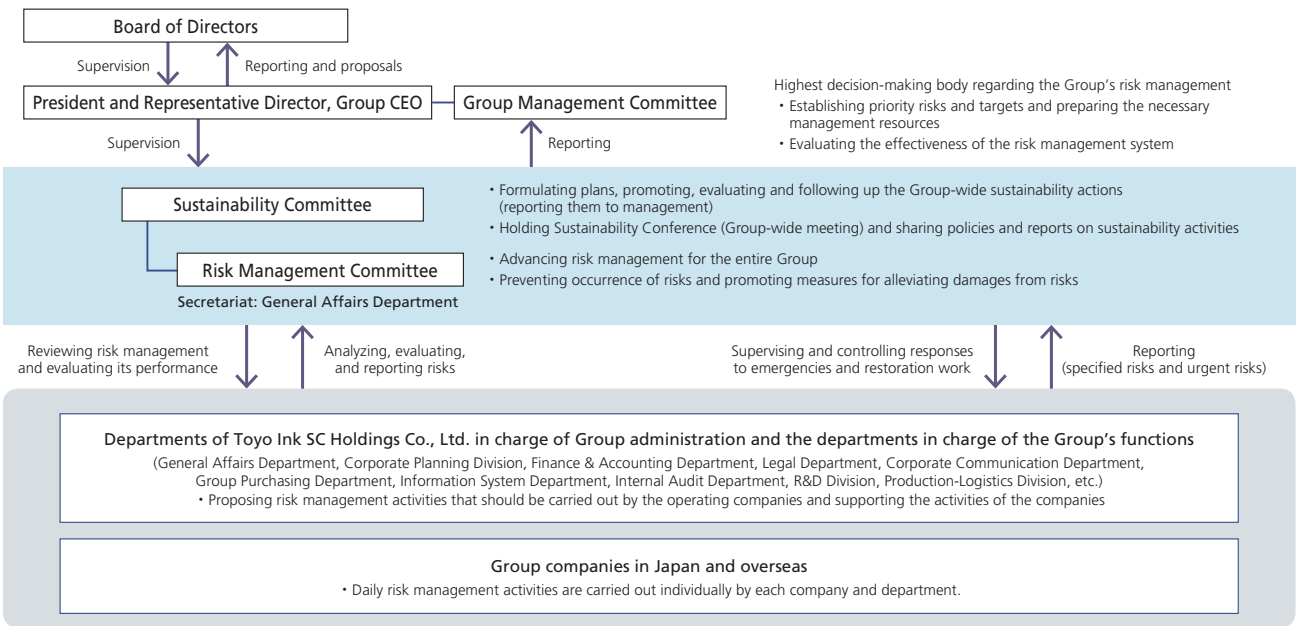 Board of Directors
Supervision
Reporting and proposals
President and Representative Director, Group CEO
Group Management Committee
Highest decision-making body regarding the Group's risk management
• Establishing priority risks and targets and preparing the necessary
management resources
• Evaluating the effectiveness of the risk management system
Supervision
Reporting
Sustainability Committee
• Formulating plans, promoting, evaluating and following up the Group-wide sustainability actions
(reporting them to management)
• Holding Sustainability Conference (Group-wide meeting) and sharing policies and reports on sustainability activities
Risk Management Committee
Secretariat: General Affairs Department
• Advancing risk management for the entire Group
• Preventing occurrence of risks and promoting measures for alleviating damages from risks
Reviewing risk management
and evaluating its performance
Analyzing, evaluating,
and reporting risks
Supervising and controlling responses
to emergencies and restoration work
Reporting
(specified risks and urgent risks)
Departments of Toyo Ink SC Holdings Co., Ltd. in charge of Group administration and the departments in charge of the Group's functions
(General Affairs Department, Corporate Planning Division, Finance & Accounting Department, Legal Department, Corporate Communication Department,
Group Purchasing Department, Information System Department, Internal Audit Department, R&D Division, Production-Logistics Division, etc.)
• Proposing risk management activities that should be carried out by the operating companies and supporting the activities of the companies
Group companies in Japan and overseas
• Daily risk management activities are carried out individually by each company and department.